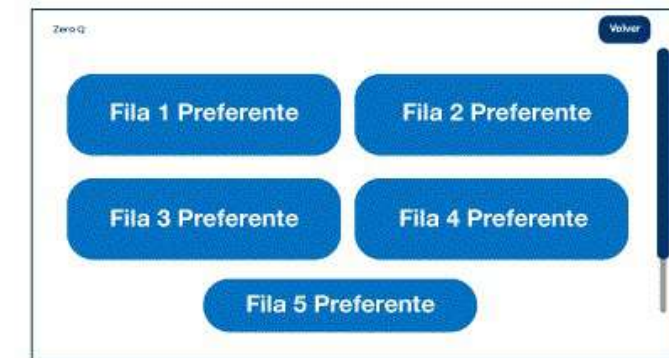 Zero Q
Volver
Fila 1 Preferente
Fila 2 Preferente
Fila 3 Preferente
Fila 4 Preferente
Fila 5 Preferente